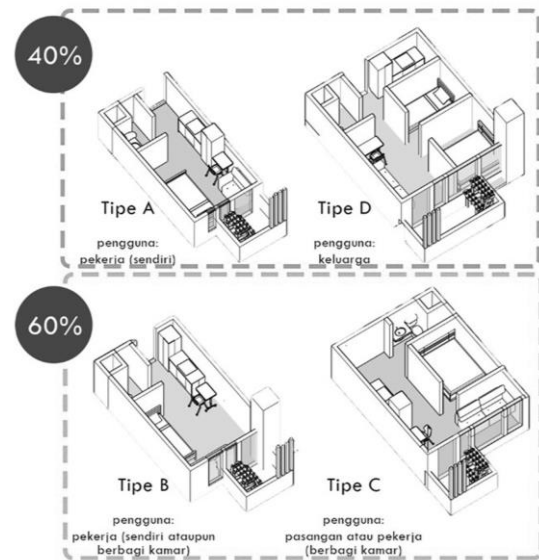 40%
Tipe A
pengguna:
pekerja (sendiri)
Tipe D
pengguna:
keluarga
60%
Tipe B
pengguna:
pekerja (sendiri ataupun
berbagi kamar)
Tipe C
pengguna:
pasangan atau pekerja
(berbagi kamar)